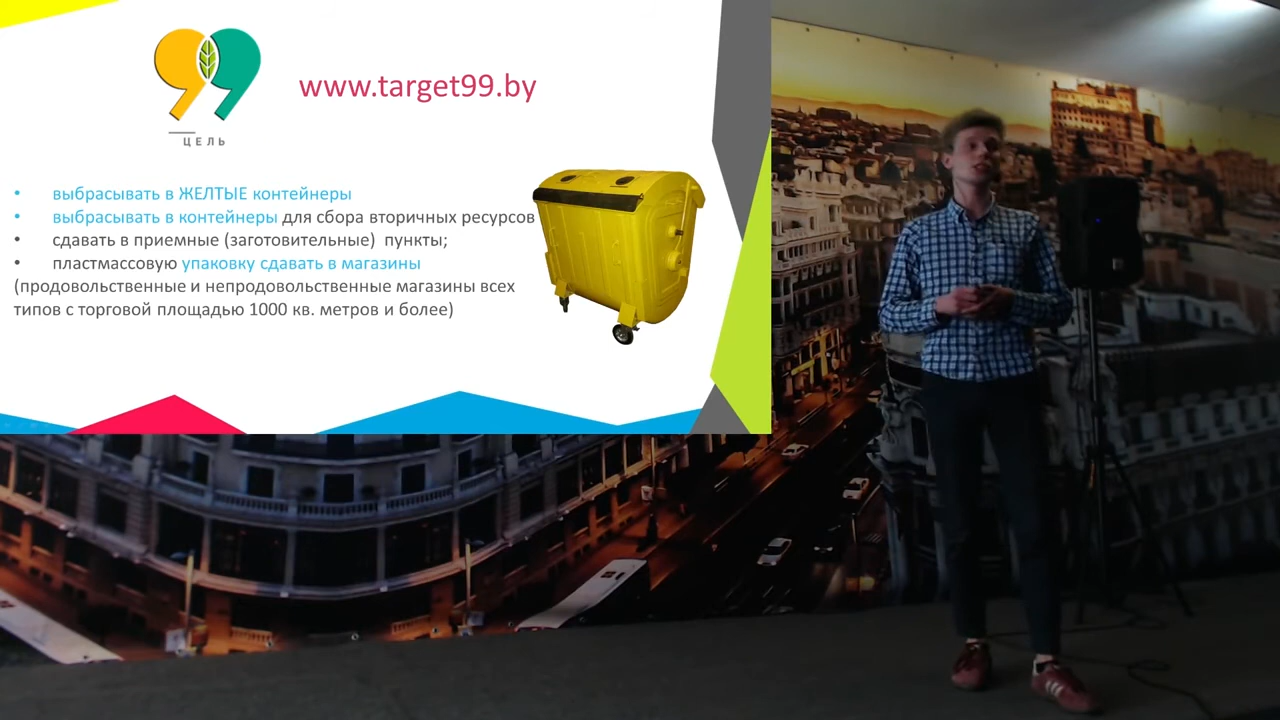 99
ЦЕЛЬ
www.target99.by
• выбрасывать в ЖЕЛТЫЕ контейнеры
• выбрасывать в контейнеры для сбора вторичных ресурсов
• сдавать в приемные (заготовительные) пункты;
• пластмассовую упаковку сдавать в магазины
(продовольственные и непродовольственные магазины всех
типов с торговой площадью 1000 кв. метров и более)